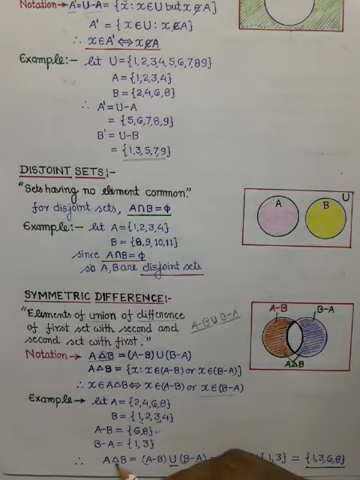 Notation:- A'=U-A= {x: x∈U but x∉A}
A' = {x∈U: x∉A}
∴ x∈A' ⇔ x∉A
Example:- let U={1,2,3,4,5,6,7,8,9}
A={1,2,3,4}
B={2,4,6,8}
∴ A'=U-A
={5,6,7,8,9}
B'=U-B
={1,3,5,7,9}
DISJOINT SETS:-
"Sets having no element common."
for disjoint sets, A∩B=Φ
Example:- let A={1,2,3,4}
B={8,9,10,11}
since A∩B=Φ
so A,B are disjoint sets
U
A B
SYMMETRIC DIFFERENCE:-
"Elements of union of difference
of first set with second and
second set with first."
A-B U B-A
Notation→ A∆B=(A-B)U(B-A)
A∆B={x: x∈(A-B) or x∈(B-A)}
∴ x∈A∆B⇔x∈(A-B) or x∈(B-A)
A-B B-A
A∆B
Example→ let A={2,4,6,8}
B={1,2,3,4}
A-B={6,8}
B-A={1,3}
∴ A∆B=(A-B)U(B-A)= {1,3} = {1,3,6,8}